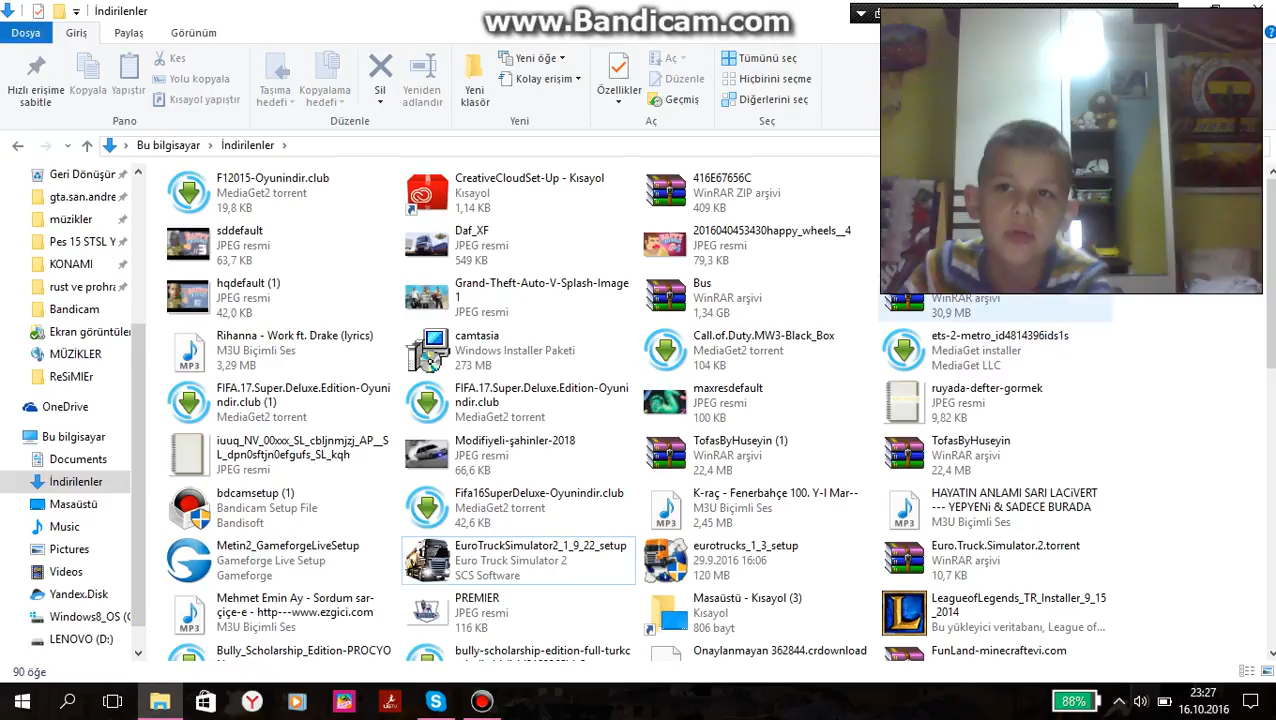 İndirilenler
www.Bandicam.com
Dosya
Giriş
Paylaş
Görünüm
Hızlı erişime
sabitle
Kopyala
Yapıştır
Kes
Yolu kopyala
Kısayol yapıştır
Pano
Taşıma
hedefi
Kopyalama
hedefi
Sil
Yeniden
adlandır
Düzenle
Yeni
klasör
Yeni öğe
Kolay erişim
Yeni
Özellikler
Aç
Düzenle
Geçmiş
Aç
Tümünü seç
Hiçbirini seçme
Diğerlerini seç
Seç
Bu bilgisayar
İndirilenler
Geri Dönüşür
gta.san.andre
müzikler
Pes 15 STSL Y
KONAMI
rust ve prohra
Bandicam
Ekran görüntüler
MÜZİKLER
ReSiMlEr
OneDrive
Bu bilgisayar
Documents
İndirilenler
Masaüstü
Music
Pictures
Videos
Yandex.Disk
Windows8_OS (C
LENOVO (D:)
F12015-Oyunindir.club
MediaGet2 torrent
19,8 KB
CreativeCloudSet-Up - Kısayol
Kısayol
1,14 KB
416E67656C
WinRAR ZIP arşivi
409 KB
sddefault
JPEG resmi
63,7 KB
Daf_XF
JPEG resmi
549 KB
2016040453430happy_wheels__4
JPEG resmi
79,3 KB
hqdefault (1)
JPEG resmi
Grand-Theft-Auto-V-Splash-Image
1
JPEG resmi
Bus
WinRAR arşivi
1,34 GB
WinRAR arşivi
30,9 MB
Rihanna - Work ft. Drake (lyrics)
M3U Biçimli Ses
3,29 MB
camtasia
Windows Installer Paketi
273 MB
Call.of.Duty.MW3-Black_Box
MediaGet2 torrent
104 KB
ets-2-metro_id4814396ids1s
MediaGet installer
MediaGet LLC
FIFA.17.Super.Deluxe.Edition-Oyuni
ndir.club (1)
MediaGet2 torrent
FIFA.17.Super.Deluxe.Edition-Oyuni
ndir.club
MediaGet2 torrent
maxresdefault
JPEG resmi
100 KB
ruyada-defter-gormek
JPEG resmi
9,82 KB
iuuq_NV_00xxx_SL_cbljnmjzj_AP__S
_dpn0sftjn0efgufs_SL_kqh
JPEG resmi
Modifiyeli-şahinler-2018
JPEG resmi
66,6 KB
TofasByHuseyin (1)
WinRAR arşivi
22,4 MB
TofasByHuseyin
WinRAR arşivi
22,4 MB
bdcamsetup (1)
Bandicam Setup File
Bandisoft
Fifa16SuperDeluxe-Oyunindir.club
MediaGet2 torrent
42,6 KB
K-raç - Fenerbahçe 100. Y-l Mar--
M3U Biçimli Ses
2,45 MB
HAYATIN ANLAMI SARI LACiVERT
--- YEPYENi & SADECE BURADA
M3U Biçimli Ses
Metin2_GameforgeLiveSetup
Gameforge Live Setup
Gameforge
EuroTruckSimulator2_1_9_22_setup
Euro Truck Simulator 2
SCS Software
eurotrucks_1_3_setup
29.9.2016 16:06
120 MB
Euro.Truck.Simulator.2.torrent
WinRAR arşivi
10,7 KB
Mehmet Emin Ay - Sordum sar-
çiçe-e - http---www.ezgici.com
M3U Biçimli Ses
PREMIER
JPEG resmi
116 KB
Masaüstü - Kısayol (3)
Kısayol
806 bayt
LeagueofLegends_TR_Installer_9_15
_2014
Bu yükleyici veritabanı, League of...
Bully_Scholarship_Edition-PROCYO
bully-scholarship-edition-full-turkc
Onaylanmayan 362844.crdownload
FunLand-minecraftevi.com
MP3
MP3
MP3
MP3
90 öğe
88%
23:27
16.10.2016